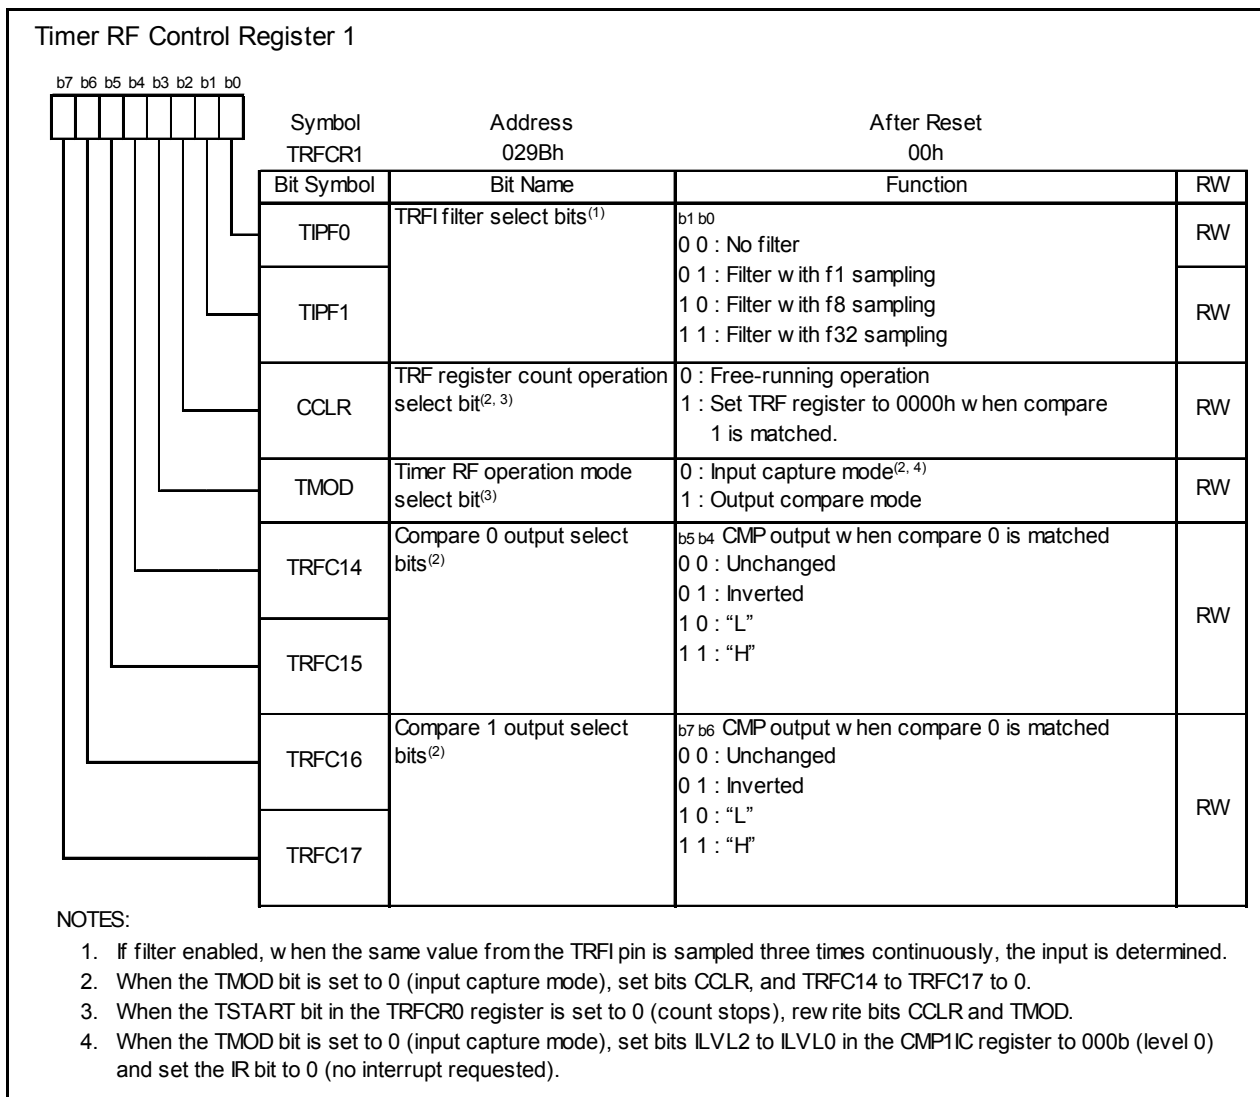 Timer RF Control Register 1
b7 b6 b5 b4 b3 b2 b1 b0
Symbol Address After Reset
TRFCR1 029Bh 00h
Bit Symbol Bit Name Function RW
TIPF0 TRFI filter select bits(1) b1 b0 RW
0 0 : No filter
0 1 : Filter with f1 sampling
TIPF1 1 0 : Filter with f8 sampling RW
1 1 : Filter with f32 sampling
CCLR TRF register count operation 0 : Free-running operation RW
select bit(2, 3) 1 : Set TRF register to 0000h when compare
1 is matched.
TMOD Timer RF operation mode 0 : Input capture mode(2, 4) RW
select bit(3) 1 : Output compare mode
TRFC14 Compare 0 output select b5 b4 CMP output when compare 0 is matched RW
bits(2) 0 0 : Unchanged
0 1 : Inverted
1 0 : “L”
TRFC15 1 1 : “H”
TRFC16 Compare 1 output select b7 b6 CMP output when compare 0 is matched RW
bits(2) 0 0 : Unchanged
0 1 : Inverted
1 0 : “L”
TRFC17 1 1 : “H”
NOTES:
1. If filter enabled, when the same value from the TRFI pin is sampled three times continuously, the input is determined.
2. When the TMOD bit is set to 0 (input capture mode), set bits CCLR, and TRFC14 to TRFC17 to 0.
3. When the TSTART bit in the TRFCR0 register is set to 0 (count stops), rewrite bits CCLR and TMOD.
4. When the TMOD bit is set to 0 (input capture mode), set bits ILVL2 to ILVL0 in the CMP1IC register to 000b (level 0)
and set the IR bit to 0 (no interrupt requested).